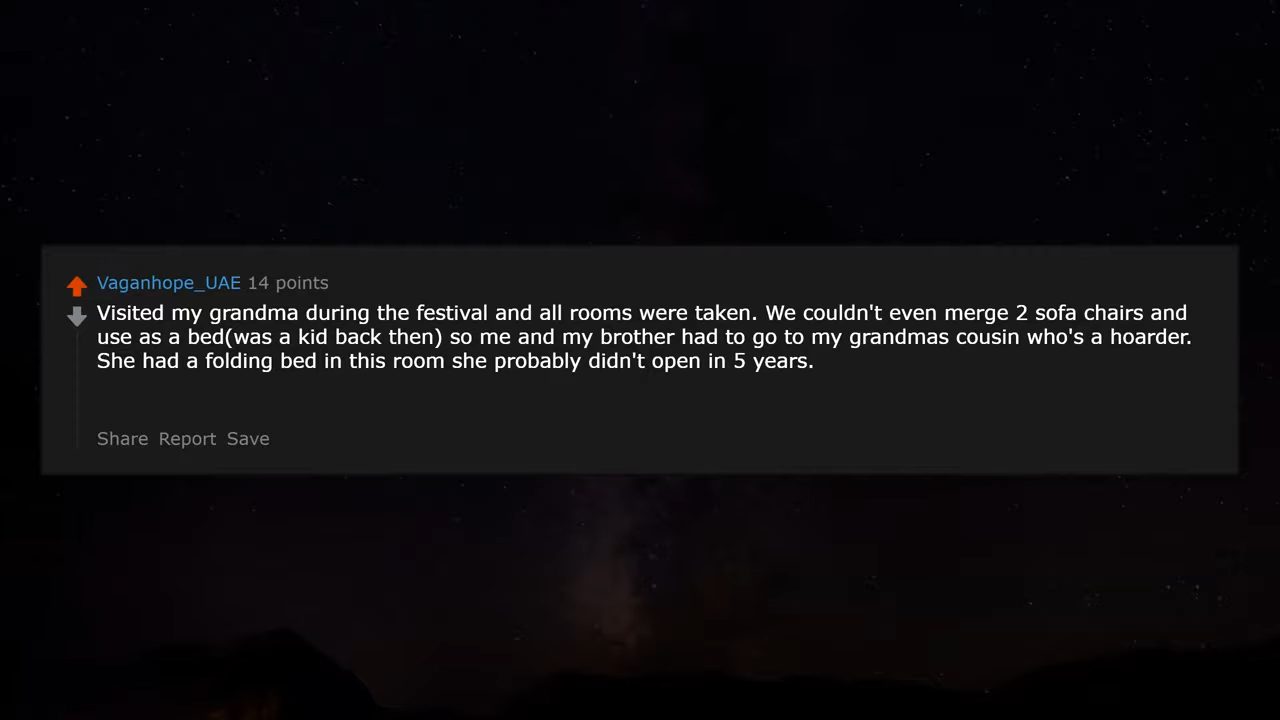 Vaganhope_UAE 14 points
Visited my grandma during the festival and all rooms were taken. We couldn't even merge 2 sofa chairs and
use as a bed(was a kid back then) so me and my brother had to go to my grandmas cousin who's a hoarder.
She had a folding bed in this room she probably didn't open in 5 years.
Share Report Save